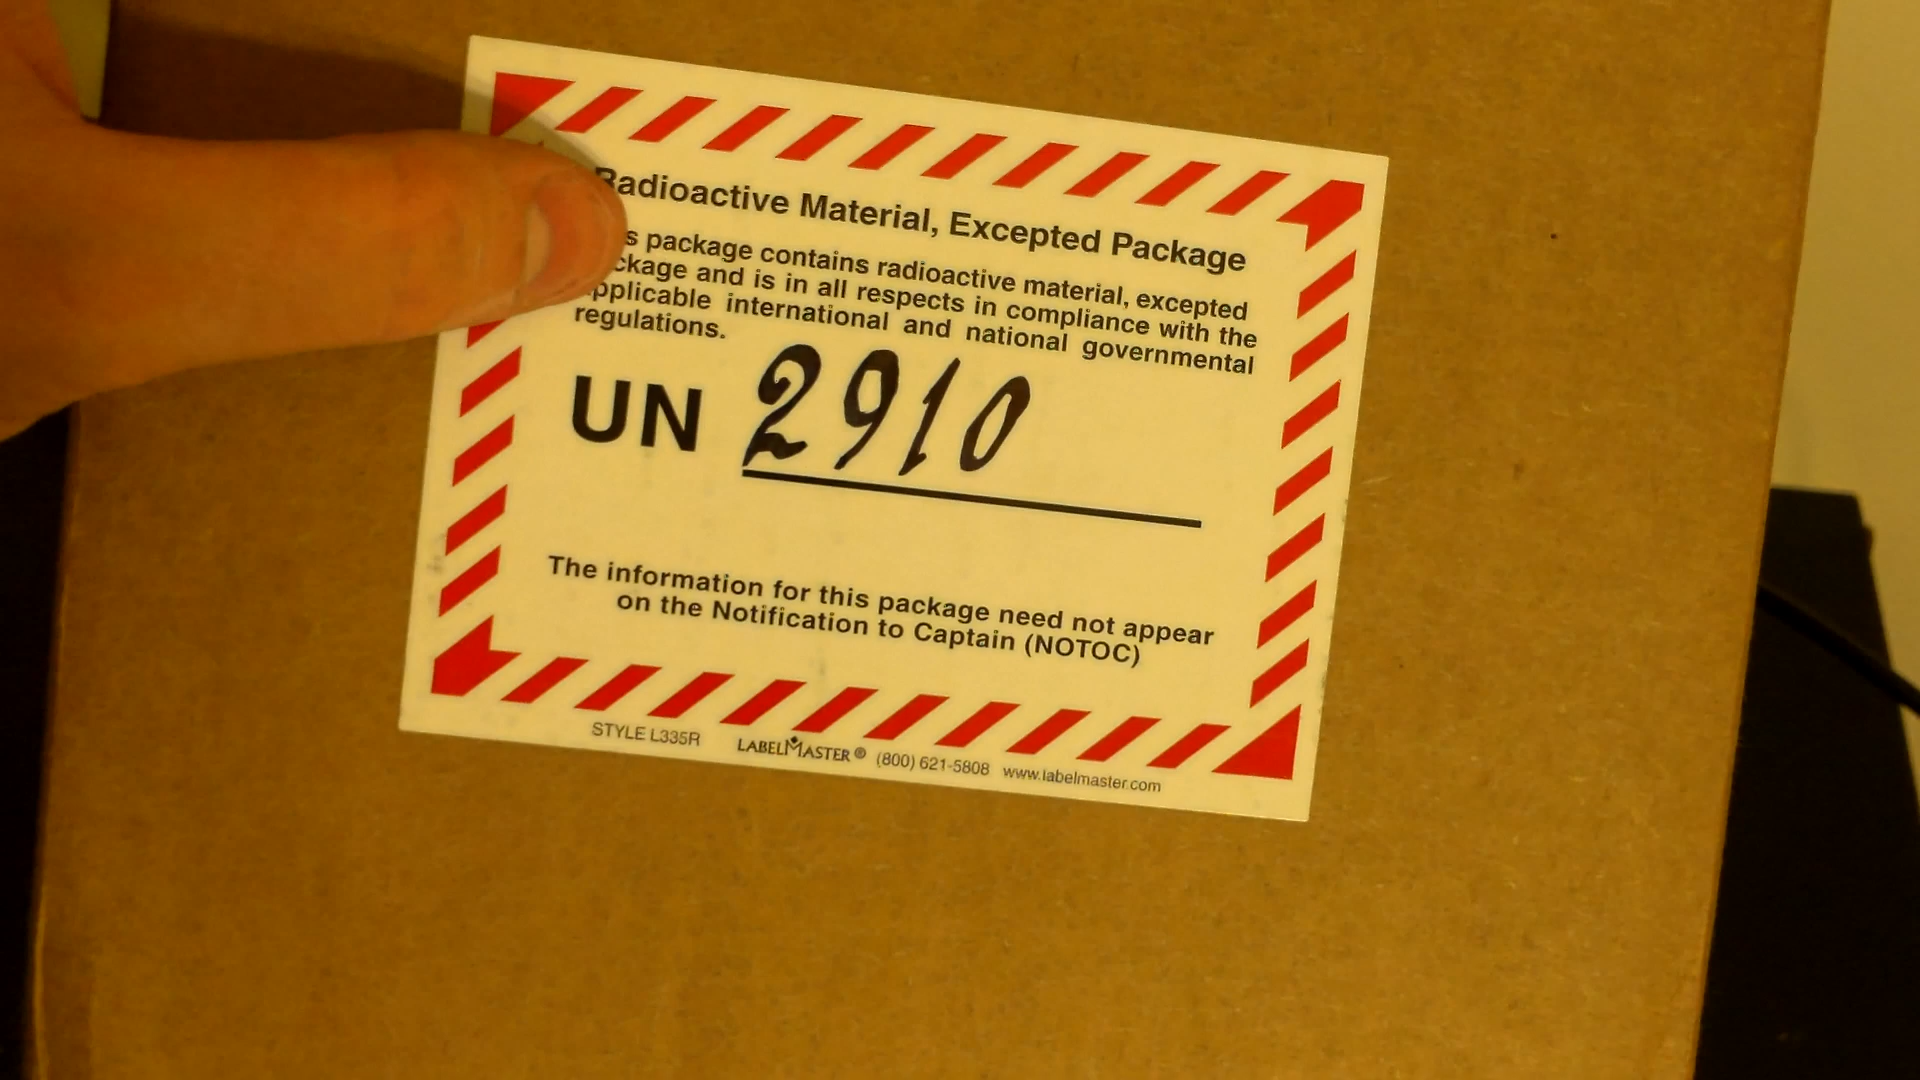 Radioactive Material, Excepted Package
package contains radioactive material, excepted
and is in all respects in compliance with the
applicable international and national governmental
regulations.
UN 2910
The information for this package need not appear
on the Notification to Captain (NOTOC)
STYLE L335R LABELMASTER® (800) 621-5808 www.labelmaster.com